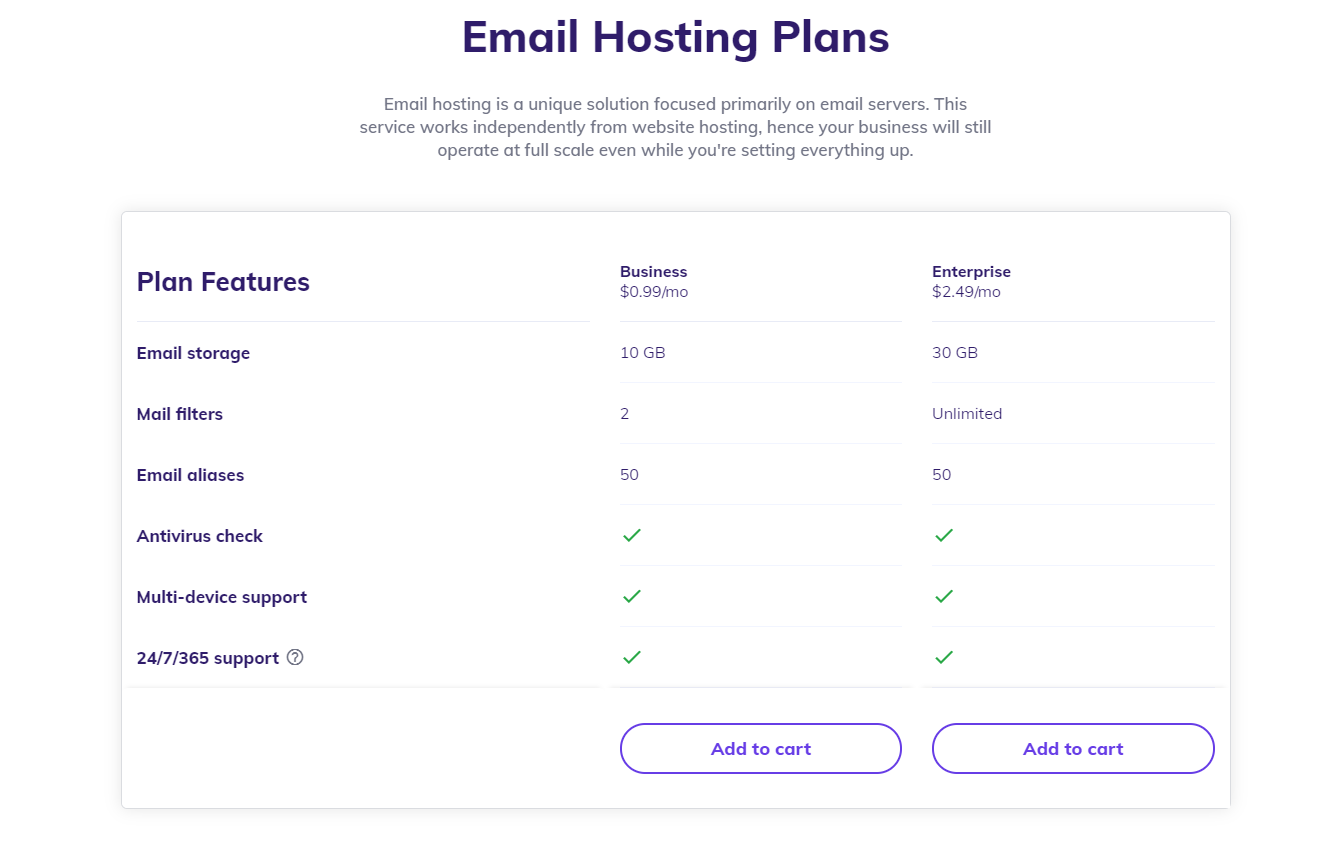 Email Hosting Plans
Email hosting is a unique solution focused primarily on email servers. This
service works independently from website hosting, hence your business will still
operate at full scale even while you're setting everything up.
Plan Features
Business
$0.99/mo
Enterprise
$2.49/mo
Email storage
10 GB
30 GB
Mail filters
2
Unlimited
Email aliases
50
50
Antivirus check
Multi-device support
24/7/365 support
Add to cart
Add to cart